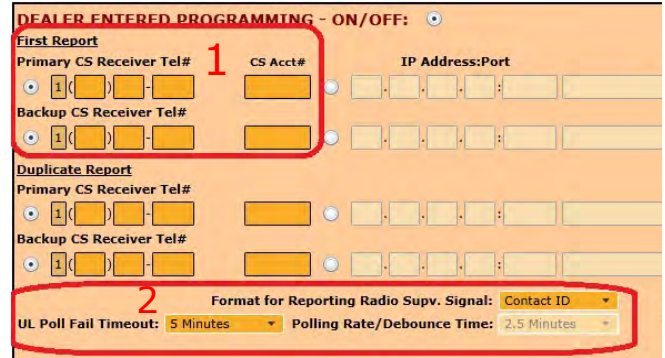 DEALER ENTERED PROGRAMMING - ON/OFF:
First Report
Primary CS Receiver Tel# 1 CS Acct# IP Address:Port
1 ( ) - . . . :
Backup CS Receiver Tel#
1 ( ) - . . . :
Duplicate Report
Primary CS Receiver Tel#
1 ( ) - . . . :
Backup CS Receiver Tel#
1 ( ) - . . . :
2 Format for Reporting Radio Supv. Signal: Contact ID
UL Poll Fail Timeout: 5 Minutes Polling Rate/Debounce Time: 2.5 Minutes